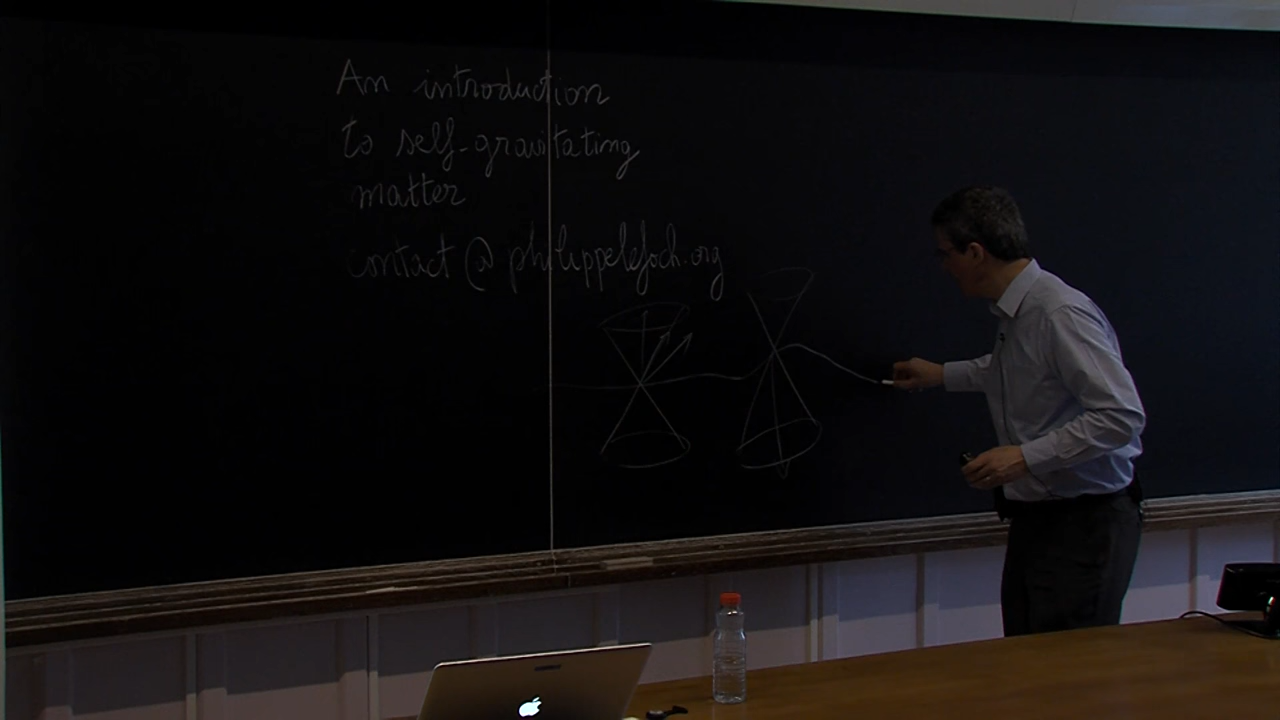 An introduction
to self-gravitating
matter
contact@philippelefloch.org